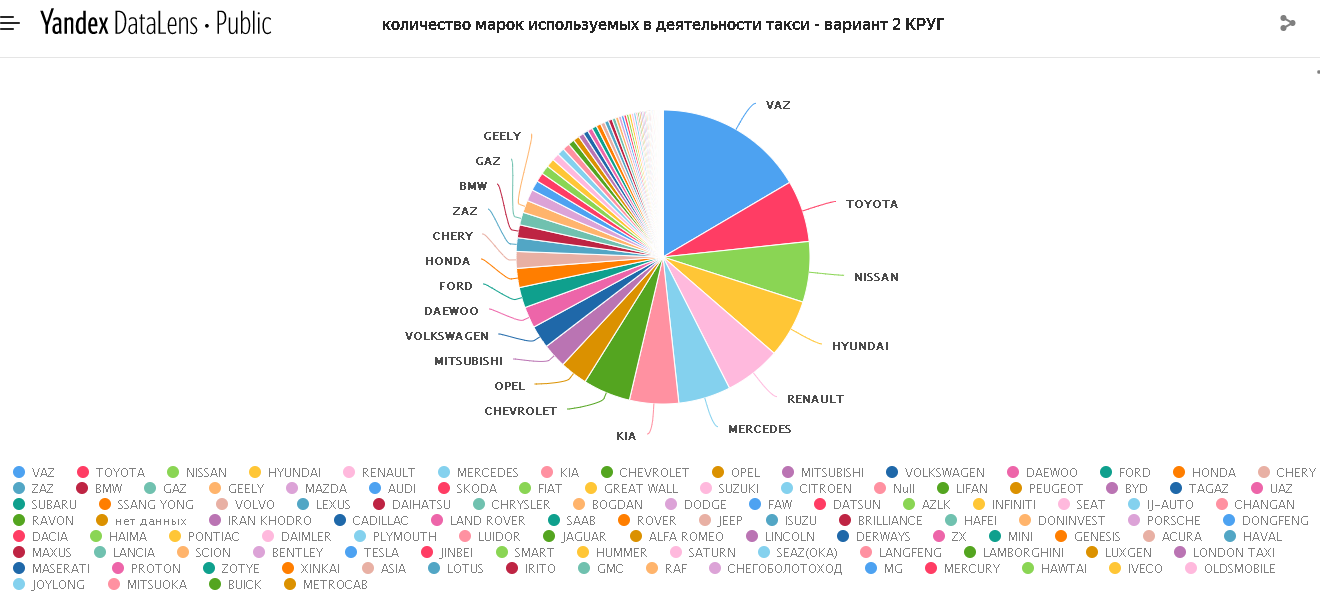 Yandex DataLens • Public
количество марок используемых в деятельности такси - вариант 2 КРУГ
VAZ
GEELY
GAZ
BMW
ZAZ
TOYOTA
CHERY
HONDA
NISSAN
FORD
DAEWOO
VOLKSWAGEN
HYUNDAI
MITSUBISHI
OPEL
RENAULT
CHEVROLET
MERCEDES
KIA
VAZ TOYOTA NISSAN HYUNDAI RENAULT MERCEDES KIA CHEVROLET OPEL MITSUBISHI VOLKSWAGEN DAEWOO FORD HONDA CHERY
ZAZ BMW GAZ GEELY MAZDA AUDI SKODA FIAT GREAT WALL SUZUKI CITROEN Null LIFAN PEUGEOT BYD TAGAZ UAZ
SUBARU SSANG YONG VOLVO LEXUS DAIHATSU CHRYSLER BOGDAN DODGE FAW DATSUN AZLK INFINITI SEAT IJ-AUTO CHANGAN
RAVON нет данных IRAN KHODRO CADILLAC LAND ROVER SAAB ROVER JEEP ISUZU BRILLIANCE HAFEI DONINVEST PORSCHE DONGFENG
DACIA HAIMA PONTIAC DAIMLER PLYMOUTH LUIDOR JAGUAR ALFA ROMEO LINCOLN DERWAYS ZX MINI GENESIS ACURA HAVAL
MAXUS LANCIA SCION BENTLEY TESLA JINBEI SMART HUMMER SATURN SEAZ(OKA) LANGFENG LAMBORGHINI LUXGEN LONDON TAXI
MASERATI PROTON ZOTYE XINKAI ASIA LOTUS IRITO GMC RAF СНЕГОБОЛОТОХОД MG MERCURY HAWTAI IVECO OLDSMOBILE
JOYLONG MITSUOKA BUICK METROCAB